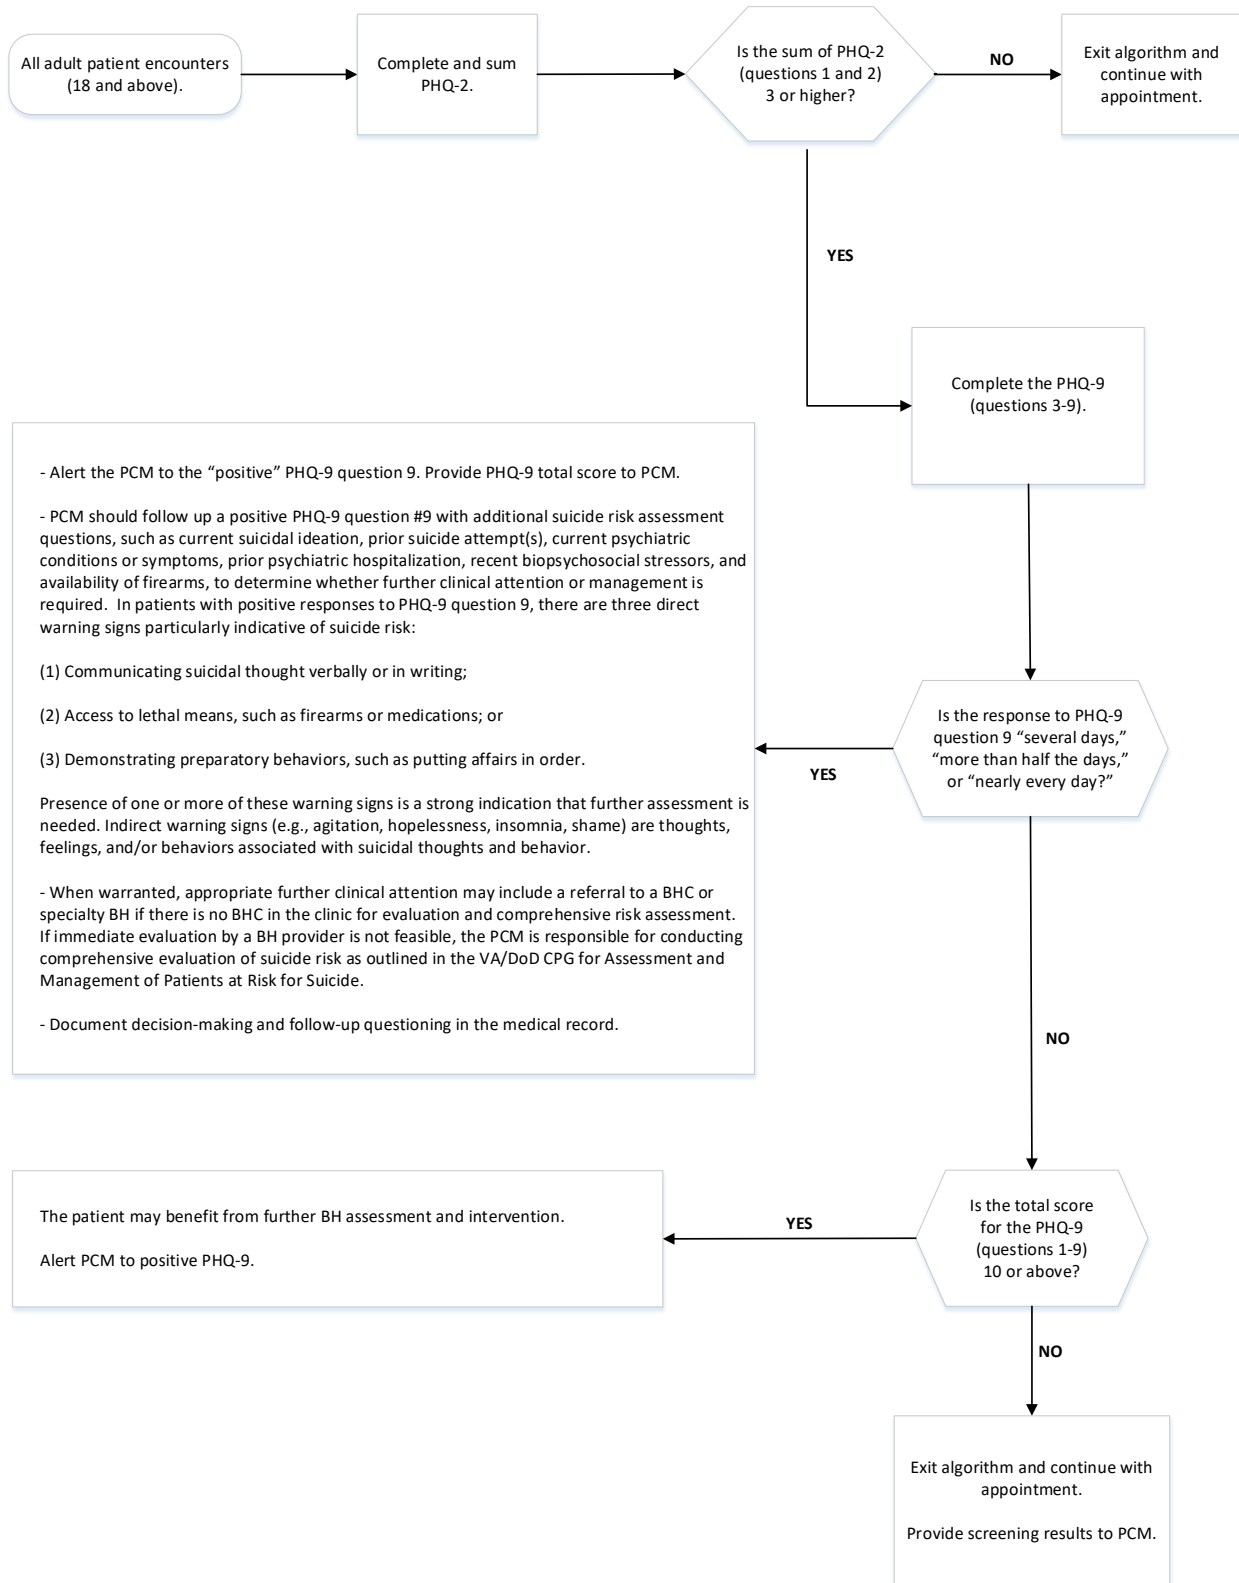 All adult patient encounters
(18 and above).
Complete and sum
PHQ-2.
Is the sum of PHQ-2
(questions 1 and 2)
3 or higher?
NO
Exit algorithm and
continue with
appointment.
YES
Complete the PHQ-9
(questions 3-9).
- Alert the PCM to the “positive” PHQ-9 question 9. Provide PHQ-9 total score to PCM.
- PCM should follow up a positive PHQ-9 question #9 with additional suicide risk assessment
questions, such as current suicidal ideation, prior suicide attempt(s), current psychiatric
conditions or symptoms, prior psychiatric hospitalization, recent biopsychosocial stressors, and
availability of firearms, to determine whether further clinical attention or management is
required.  In patients with positive responses to PHQ-9 question 9, there are three direct
warning signs particularly indicative of suicide risk:
(1) Communicating suicidal thought verbally or in writing;
(2) Access to lethal means, such as firearms or medications; or
(3) Demonstrating preparatory behaviors, such as putting affairs in order.
Presence of one or more of these warning signs is a strong indication that further assessment is
needed. Indirect warning signs (e.g., agitation, hopelessness, insomnia, shame) are thoughts,
feelings, and/or behaviors associated with suicidal thoughts and behavior.
- When warranted, appropriate further clinical attention may include a referral to a BHC or
specialty BH if there is no BHC in the clinic for evaluation and comprehensive risk assessment.
If immediate evaluation by a BH provider is not feasible, the PCM is responsible for conducting
comprehensive evaluation of suicide risk as outlined in the VA/DoD CPG for Assessment and
Management of Patients at Risk for Suicide.
- Document decision-making and follow-up questioning in the medical record.
YES
Is the response to PHQ-9
question 9 “several days,”
“more than half the days,”
or “nearly every day?”
NO
The patient may benefit from further BH assessment and intervention.
Alert PCM to positive PHQ-9.
YES
Is the total score
for the PHQ-9
(questions 1-9)
10 or above?
NO
Exit algorithm and continue with
appointment.
Provide screening results to PCM.